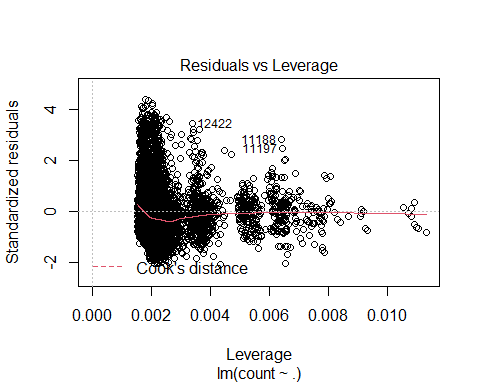 Residuals vs Leverage
Standardized residuals
4
2
0
-2
12422
11188
11197
Cook's distance
0.000 0.002 0.004 0.006 0.008 0.010
Leverage
lm(count ~ .)